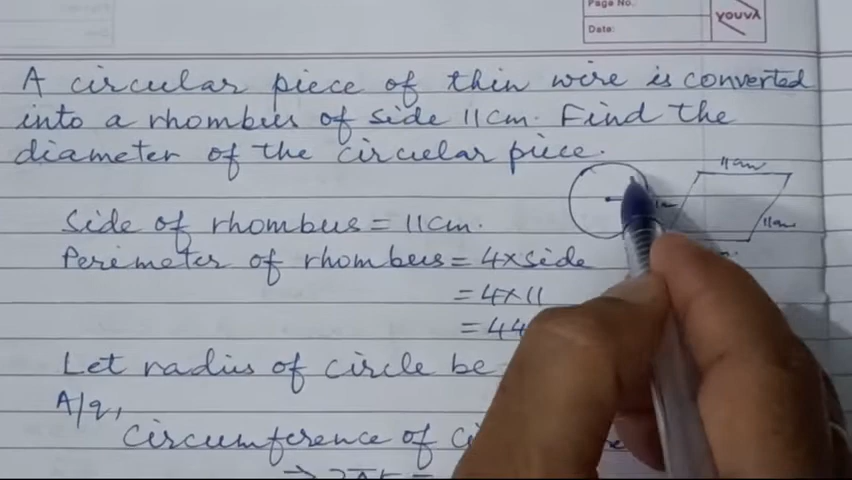 Page No.
Date:
YOUVA
A circular piece of thin wire is converted
into a rhombus of side 11cm. Find the
diameter of the circular piece.
11cm
11cm
Side of rhombus = 11cm.
Perimeter of rhombus = 4×side
= 4×11
= 44
Let radius of circle be
A/q,
Circumference of
⇒ 2πr =